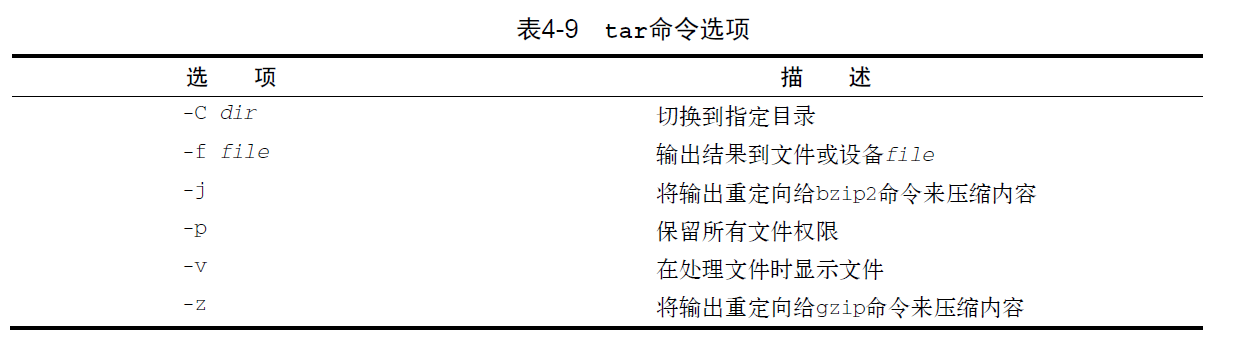 表4-9 tar命令选项
选 项 描 述
-C dir 切换到指定目录
-f file 输出结果到文件或设备file
-j 将输出重定向给bzip2命令来压缩内容
-p 保留所有文件权限
-v 在处理文件时显示文件
-z 将输出重定向给gzip命令来压缩内容